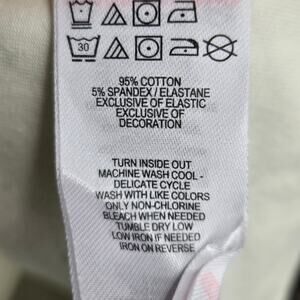 30
95% COTTON
5% SPANDEX / ELASTANE
EXCLUSIVE OF ELASTIC
EXCLUSIVE OF
DECORATION
TURN INSIDE OUT
MACHINE WASH COOL -
DELICATE CYCLE
WASH WITH LIKE COLORS
ONLY NON-CHLORINE
BLEACH WHEN NEEDED
TUMBLE DRY LOW
LOW IRON IF NEEDED
IRON ON REVERSE